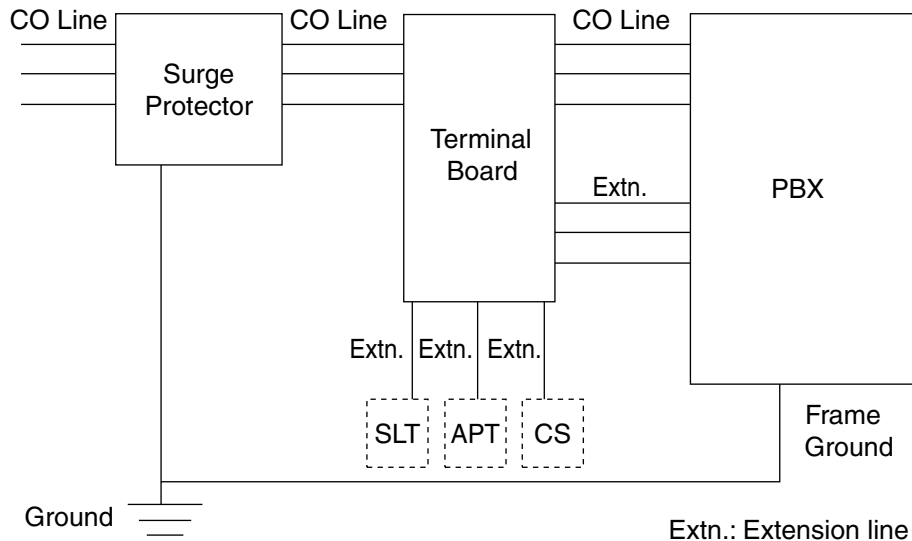 CO Line
CO Line
CO Line
Surge
Protector
Terminal
Board
Extn.
PBX
Extn.
Extn.
Extn.
SLT
APT
CS
Frame
Ground
Ground
Extn.: Extension line